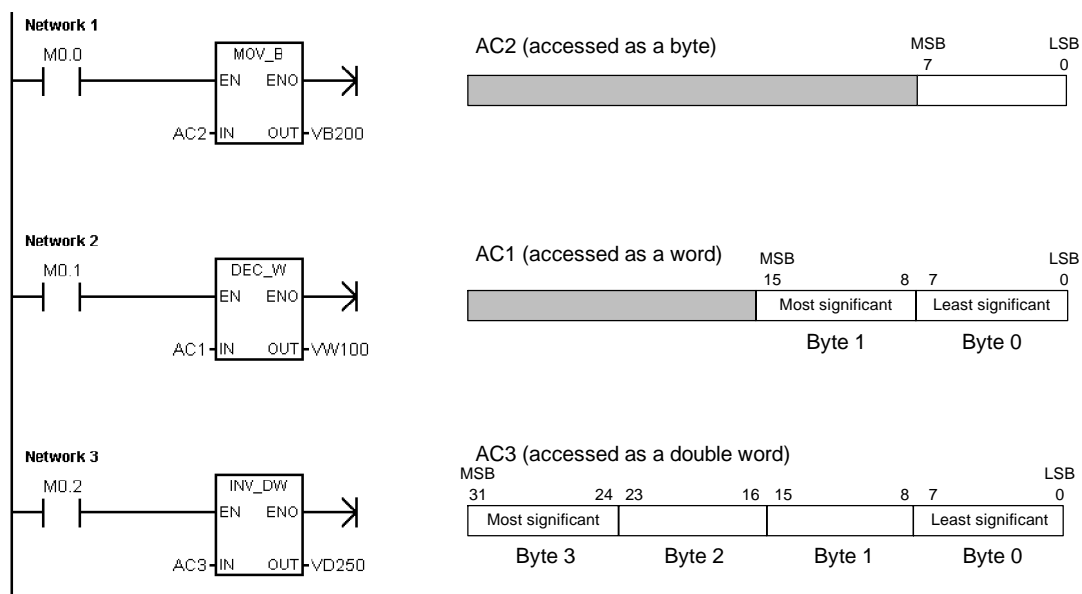 Network 1
M0.0
MOV_B
EN ENO
AC2 IN OUT VB200
AC2 (accessed as a byte)
MSB LSB
7 0
Network 2
M0.1
DEC_W
EN ENO
AC1 IN OUT VW100
AC1 (accessed as a word)
MSB LSB
15 8 7 0
Most significant Least significant
Byte 1 Byte 0
Network 3
M0.2
INV_DW
EN ENO
AC3 IN OUT VD250
AC3 (accessed as a double word)
MSB LSB
31 24 23 16 15 8 7 0
Most significant Least significant
Byte 3 Byte 2 Byte 1 Byte 0